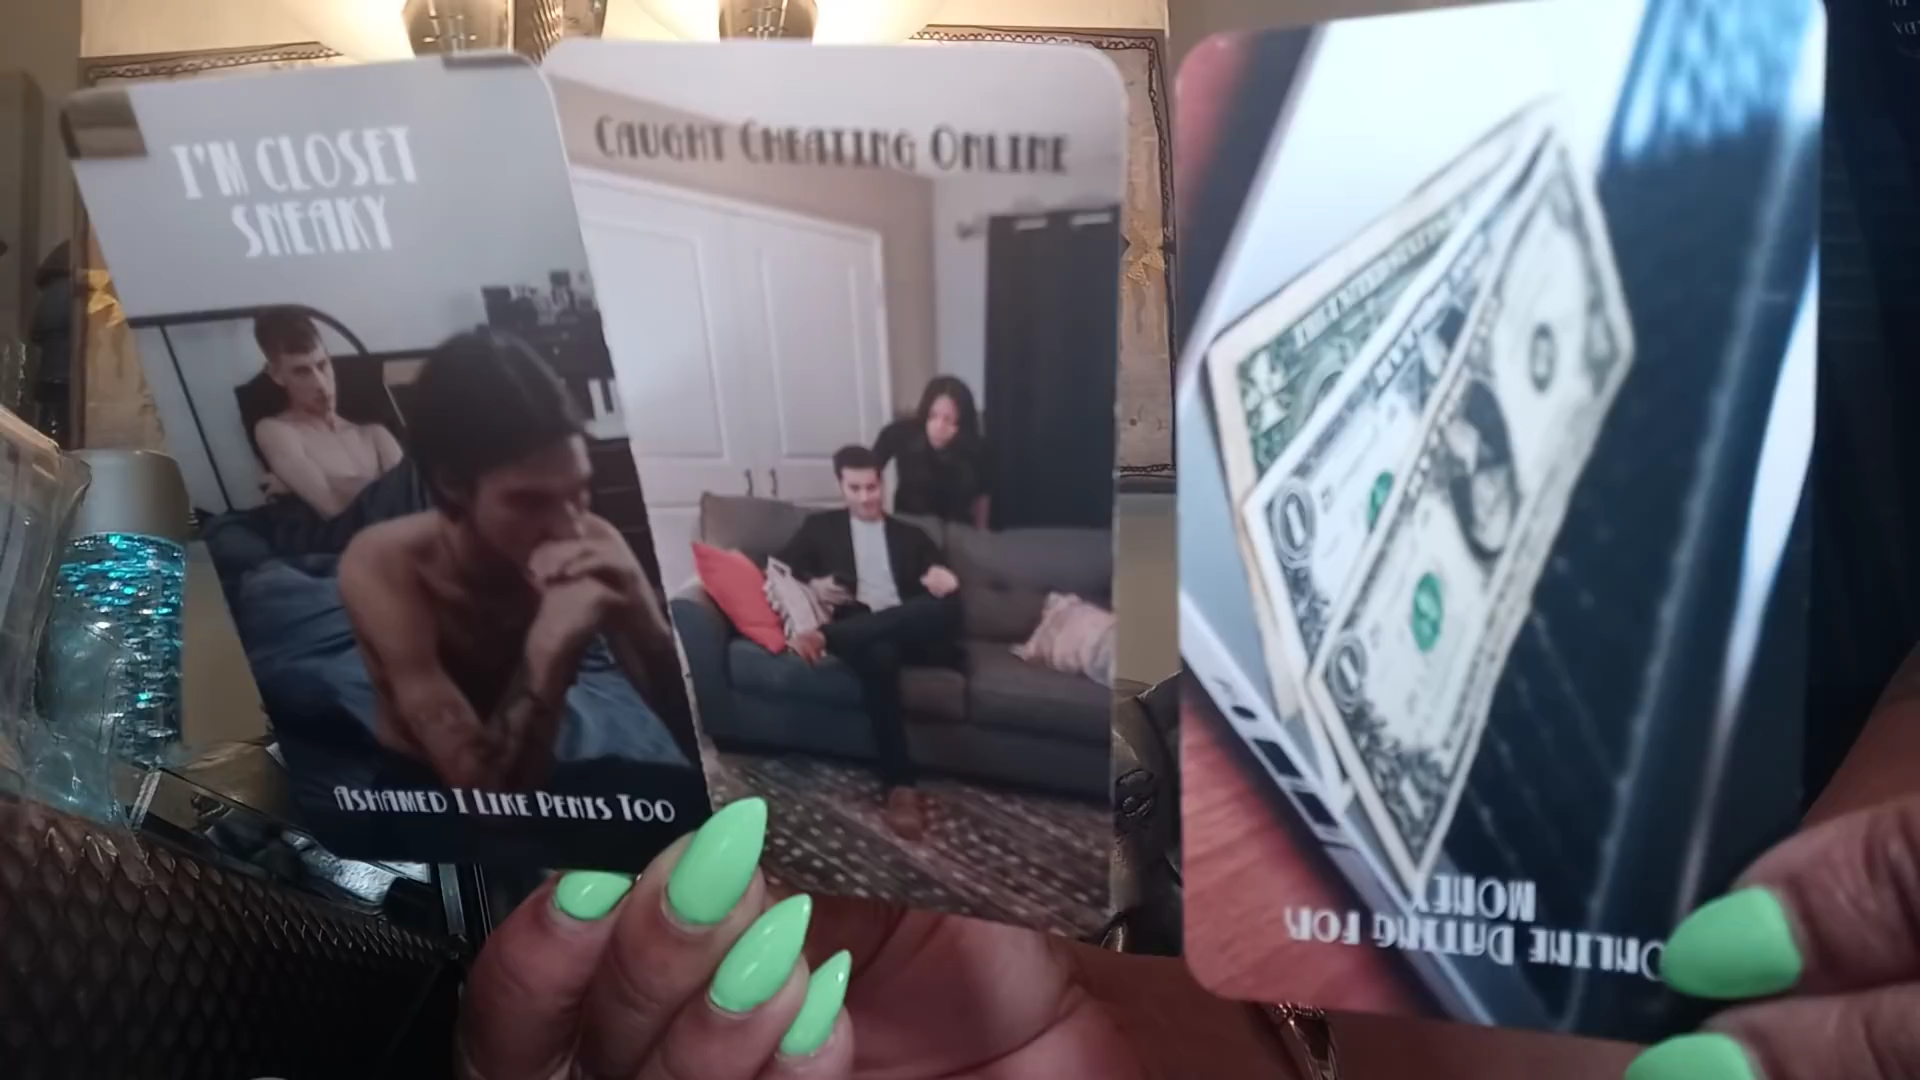 I'M CLOSET
SNEAKY
ASHAMED I LIKE PENIS TOO
CAUGHT CHEATING ONLINE
ONLINE DATING FOR
MONEY